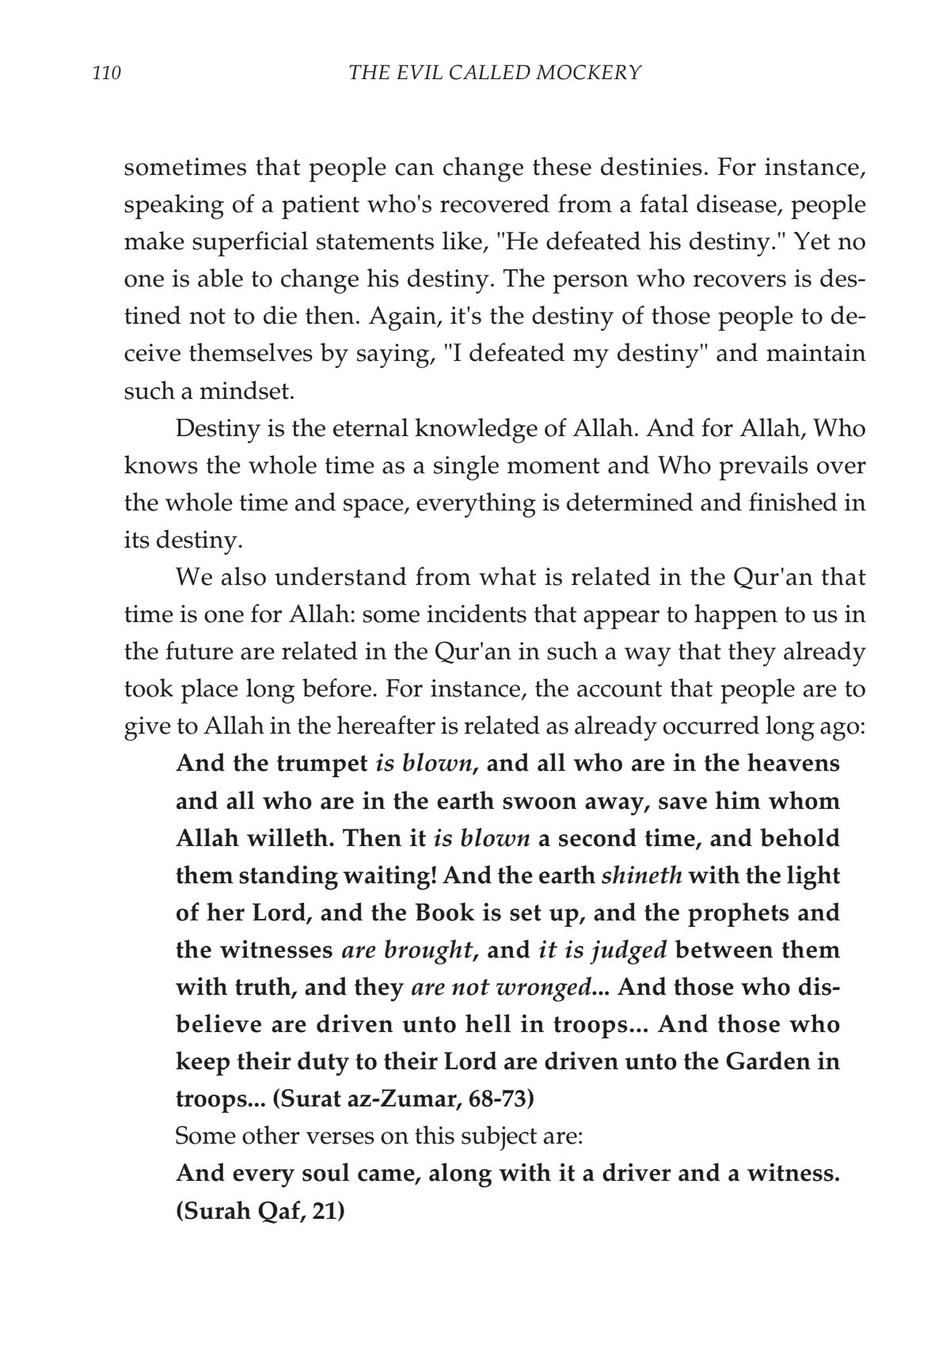 110
THE EVIL CALLED MOCKERY
sometimes that people can change these destinies. For instance,
speaking of a patient who's recovered from a fatal disease, people
make superficial statements like, "He defeated his destiny." Yet no
one is able to change his destiny. The person who recovers is des-
tined not to die then. Again, it's the destiny of those people to de-
ceive themselves by saying, "I defeated my destiny" and maintain
such a mindset.
Destiny is the eternal knowledge of Allah. And for Allah, Who
knows the whole time as a single moment and Who prevails over
the whole time and space, everything is determined and finished in
its destiny.
We also understand from what is related in the Qur'an that
time is one for Allah: some incidents that appear to happen to us in
the future are related in the Qur'an in such a way that they already
took place long before. For instance, the account that people are to
give to Allah in the hereafter is related as already occurred long ago:
And the trumpet is blown, and all who are in the heavens
and all who are in the earth swoon away, save him whom
Allah willeth. Then it is blown a second time, and behold
them standing waiting! And the earth shineth with the light
of her Lord, and the Book is set up, and the prophets and
the witnesses are brought, and it is judged between them
with truth, and they are not wronged... And those who dis-
believe are driven unto hell in troops... And those who
keep their duty to their Lord are driven unto the Garden in
troops... (Surat az-Zumar, 68-73)
Some other verses on this subject are:
And every soul came, along with it a driver and a witness.
(Surah Qaf, 21)